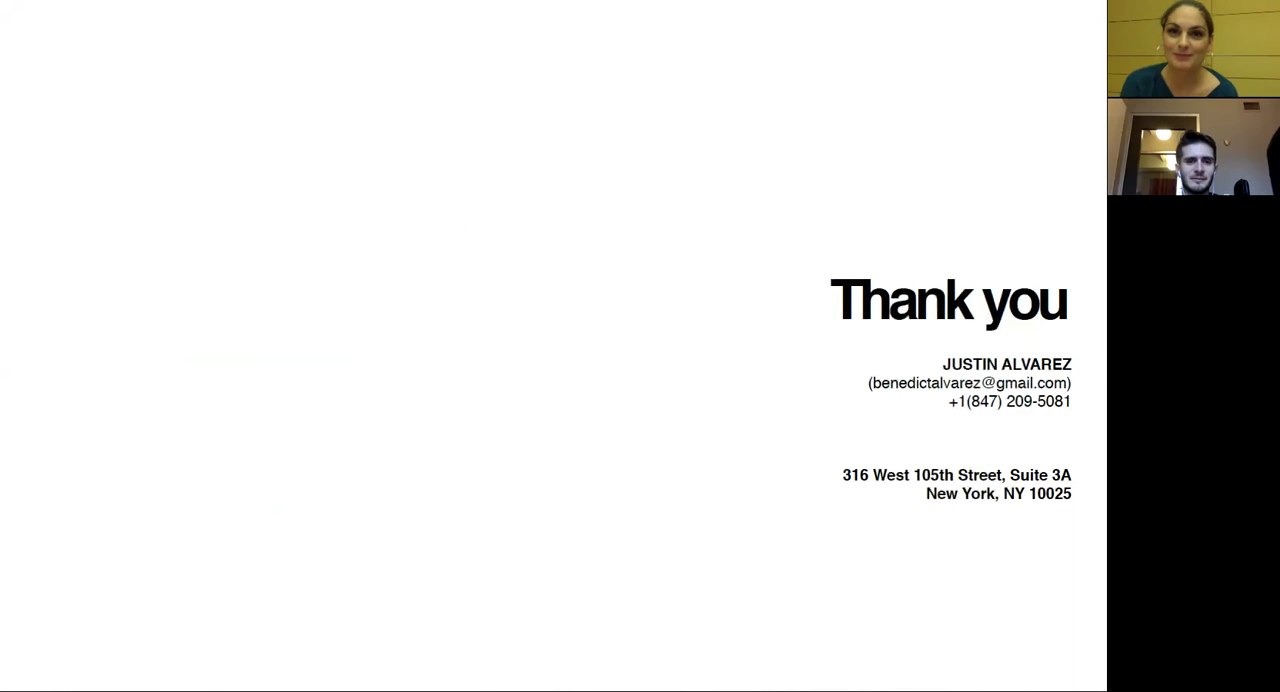 Thank you
JUSTIN ALVAREZ
(benedictalvarez@gmail.com)
+1(847) 209-5081
316 West 105th Street, Suite 3A
New York, NY 10025